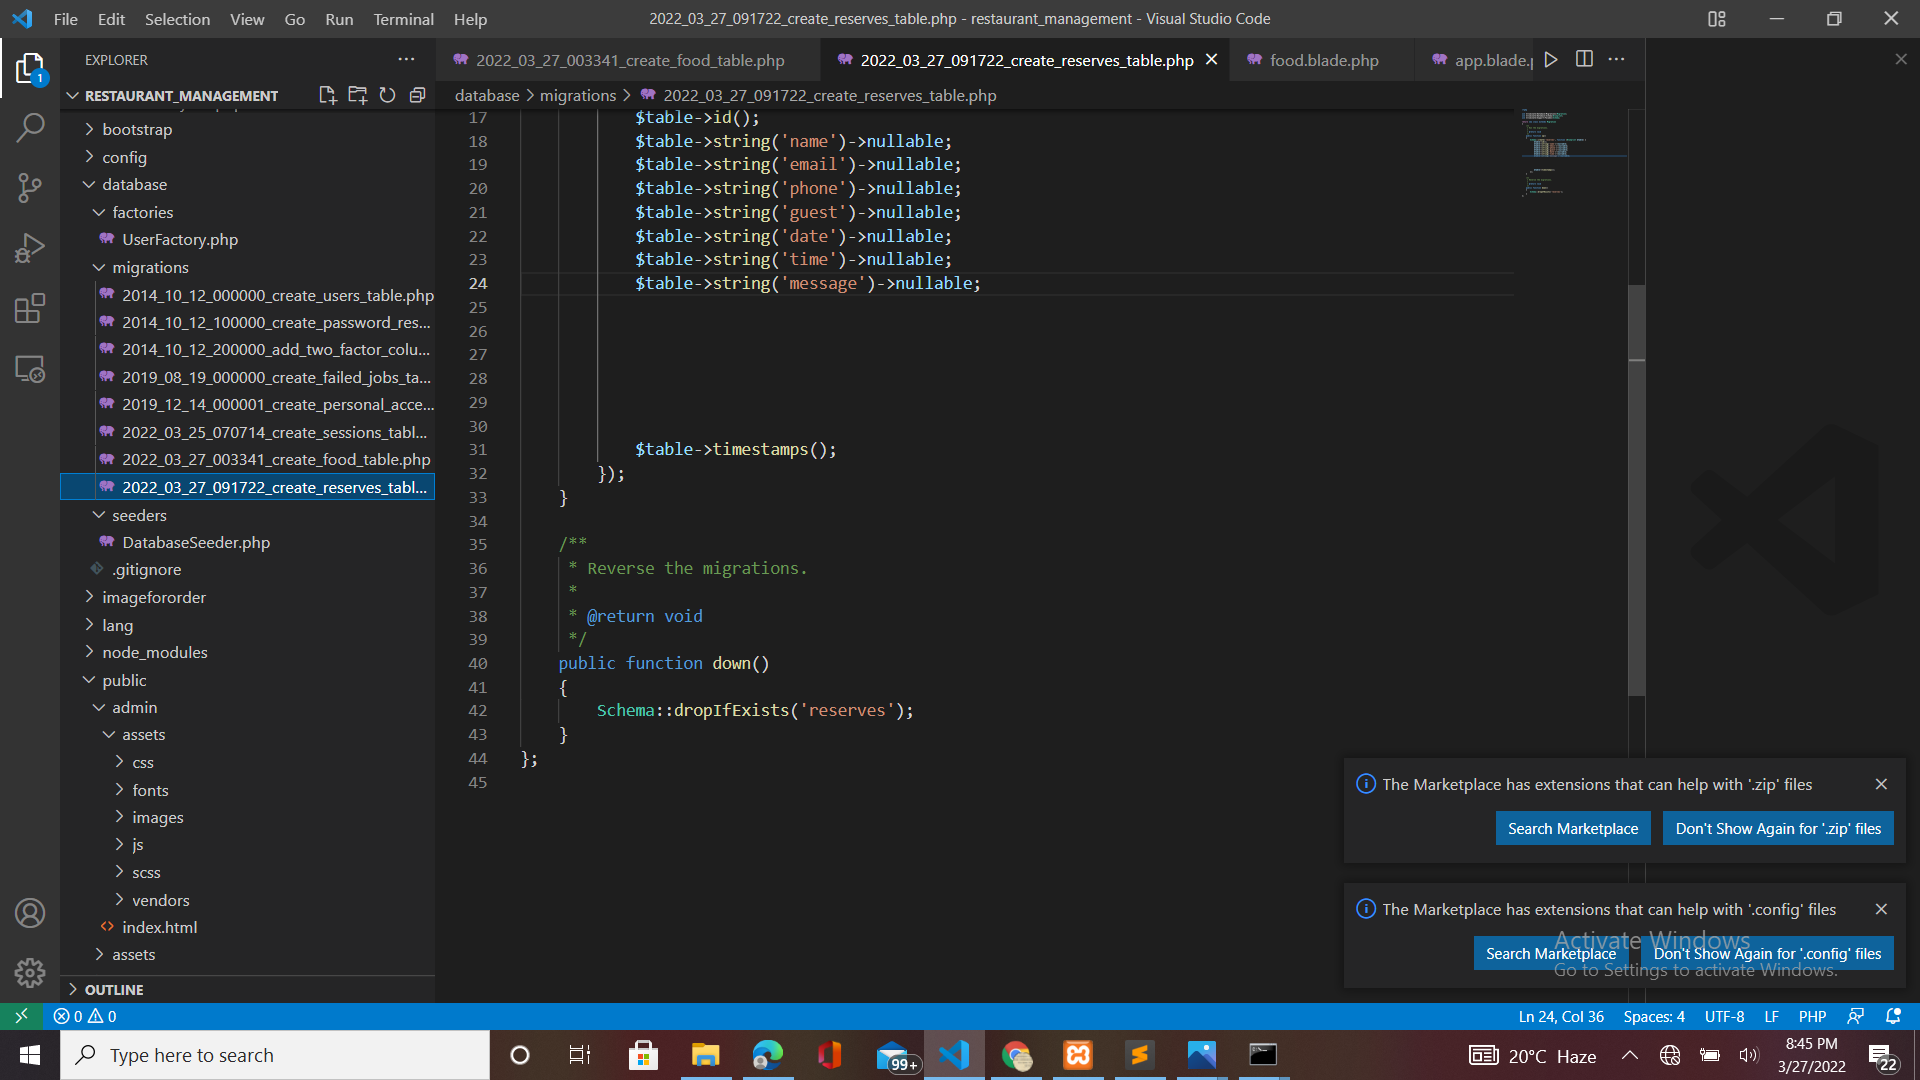 File Edit Selection View Go Run Terminal Help
2022_03_27_091722_create_reserves_table.php - restaurant_management - Visual Studio Code
EXPLORER
1
RESTAURANT_MANAGEMENT
bootstrap
config
database
factories
UserFactory.php
migrations
2014_10_12_000000_create_users_table.php
2014_10_12_100000_create_password_res...
2014_10_12_200000_add_two_factor_colu...
2019_08_19_000000_create_failed_jobs_ta...
2019_12_14_000001_create_personal_acce...
2022_03_25_070714_create_sessions_tabl...
2022_03_27_003341_create_food_table.php
2022_03_27_091722_create_reserves_tabl...
seeders
DatabaseSeeder.php
.gitignore
imagefororder
lang
node_modules
public
admin
assets
css
fonts
images
js
scss
vendors
index.html
assets
OUTLINE
2022_03_27_003341_create_food_table.php
2022_03_27_091722_create_reserves_table.php
food.blade.php
app.blade.p
database > migrations > 2022_03_27_091722_create_reserves_table.php
17 $table->id();
18 $table->string('name')->nullable;
19 $table->string('email')->nullable;
20 $table->string('phone')->nullable;
21 $table->string('guest')->nullable;
22 $table->string('date')->nullable;
23 $table->string('time')->nullable;
24 $table->string('message')->nullable;
25
26
27
28
29
30
31 $table->timestamps();
32 });
33 }
34
35 /**
36 * Reverse the migrations.
37 *
38 * @return void
39 */
40 public function down()
41 {
42 Schema::dropIfExists('reserves');
43 }
44 };
45
The Marketplace has extensions that can help with '.zip' files
Search Marketplace
Don't Show Again for '.zip' files
The Marketplace has extensions that can help with '.config' files
Search Marketplace
Don't Show Again for '.config' files
Activate Windows
Go to Settings to activate Windows.
0 0
Ln 24, Col 36 Spaces: 4 UTF-8 LF PHP
Type here to search
99+
20°C Haze
8:45 PM
3/27/2022
22